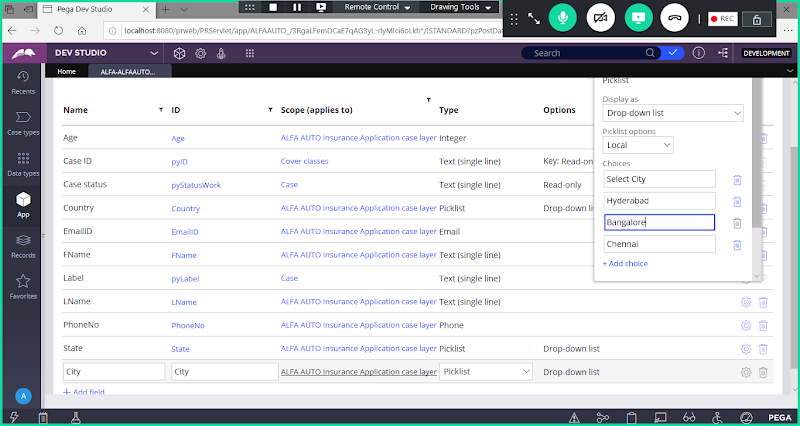 Pega Dev Studio
Remote Control
Drawing Tools
REC
localhost:8080/prweb/PRServlet/app/ALFAAUTO_/3RgaLFemDCaE7qAG3yL-rlyMIci6oLkh*/!STANDARD?pzPostDat
DEV STUDIO
Search
DEVELOPMENT
Home
ALFA-ALFAAUTO...
Recents
Case types
Data types
App
Records
Favorites
A
Name ID Scope (applies to) Type Options
Age Age ALFA AUTO Insurance Application case layer Integer
Case ID pyID Cover classes Text (single line) Key: Read-on
Case status pyStatusWork Case Text (single line) Read-only
Country Country ALFA AUTO Insurance Application case layer Picklist Drop-down lis
EmailID EmailID ALFA AUTO Insurance Application case layer Email
FName FName ALFA AUTO Insurance Application case layer Text (single line)
Label pyLabel Case Text (single line)
LName LName ALFA AUTO Insurance Application case layer Text (single line)
PhoneNo PhoneNo ALFA AUTO Insurance Application case layer Phone
State State ALFA AUTO Insurance Application case layer Picklist Drop-down list
City City ALFA AUTO Insurance Application case layer Picklist Drop-down list
+ Add field
Picklist
Display as
Drop-down list
Picklist options
Local
Choices
Select City
Hyderabad
Bangalore
Chennai
+ Add choice
PEGA